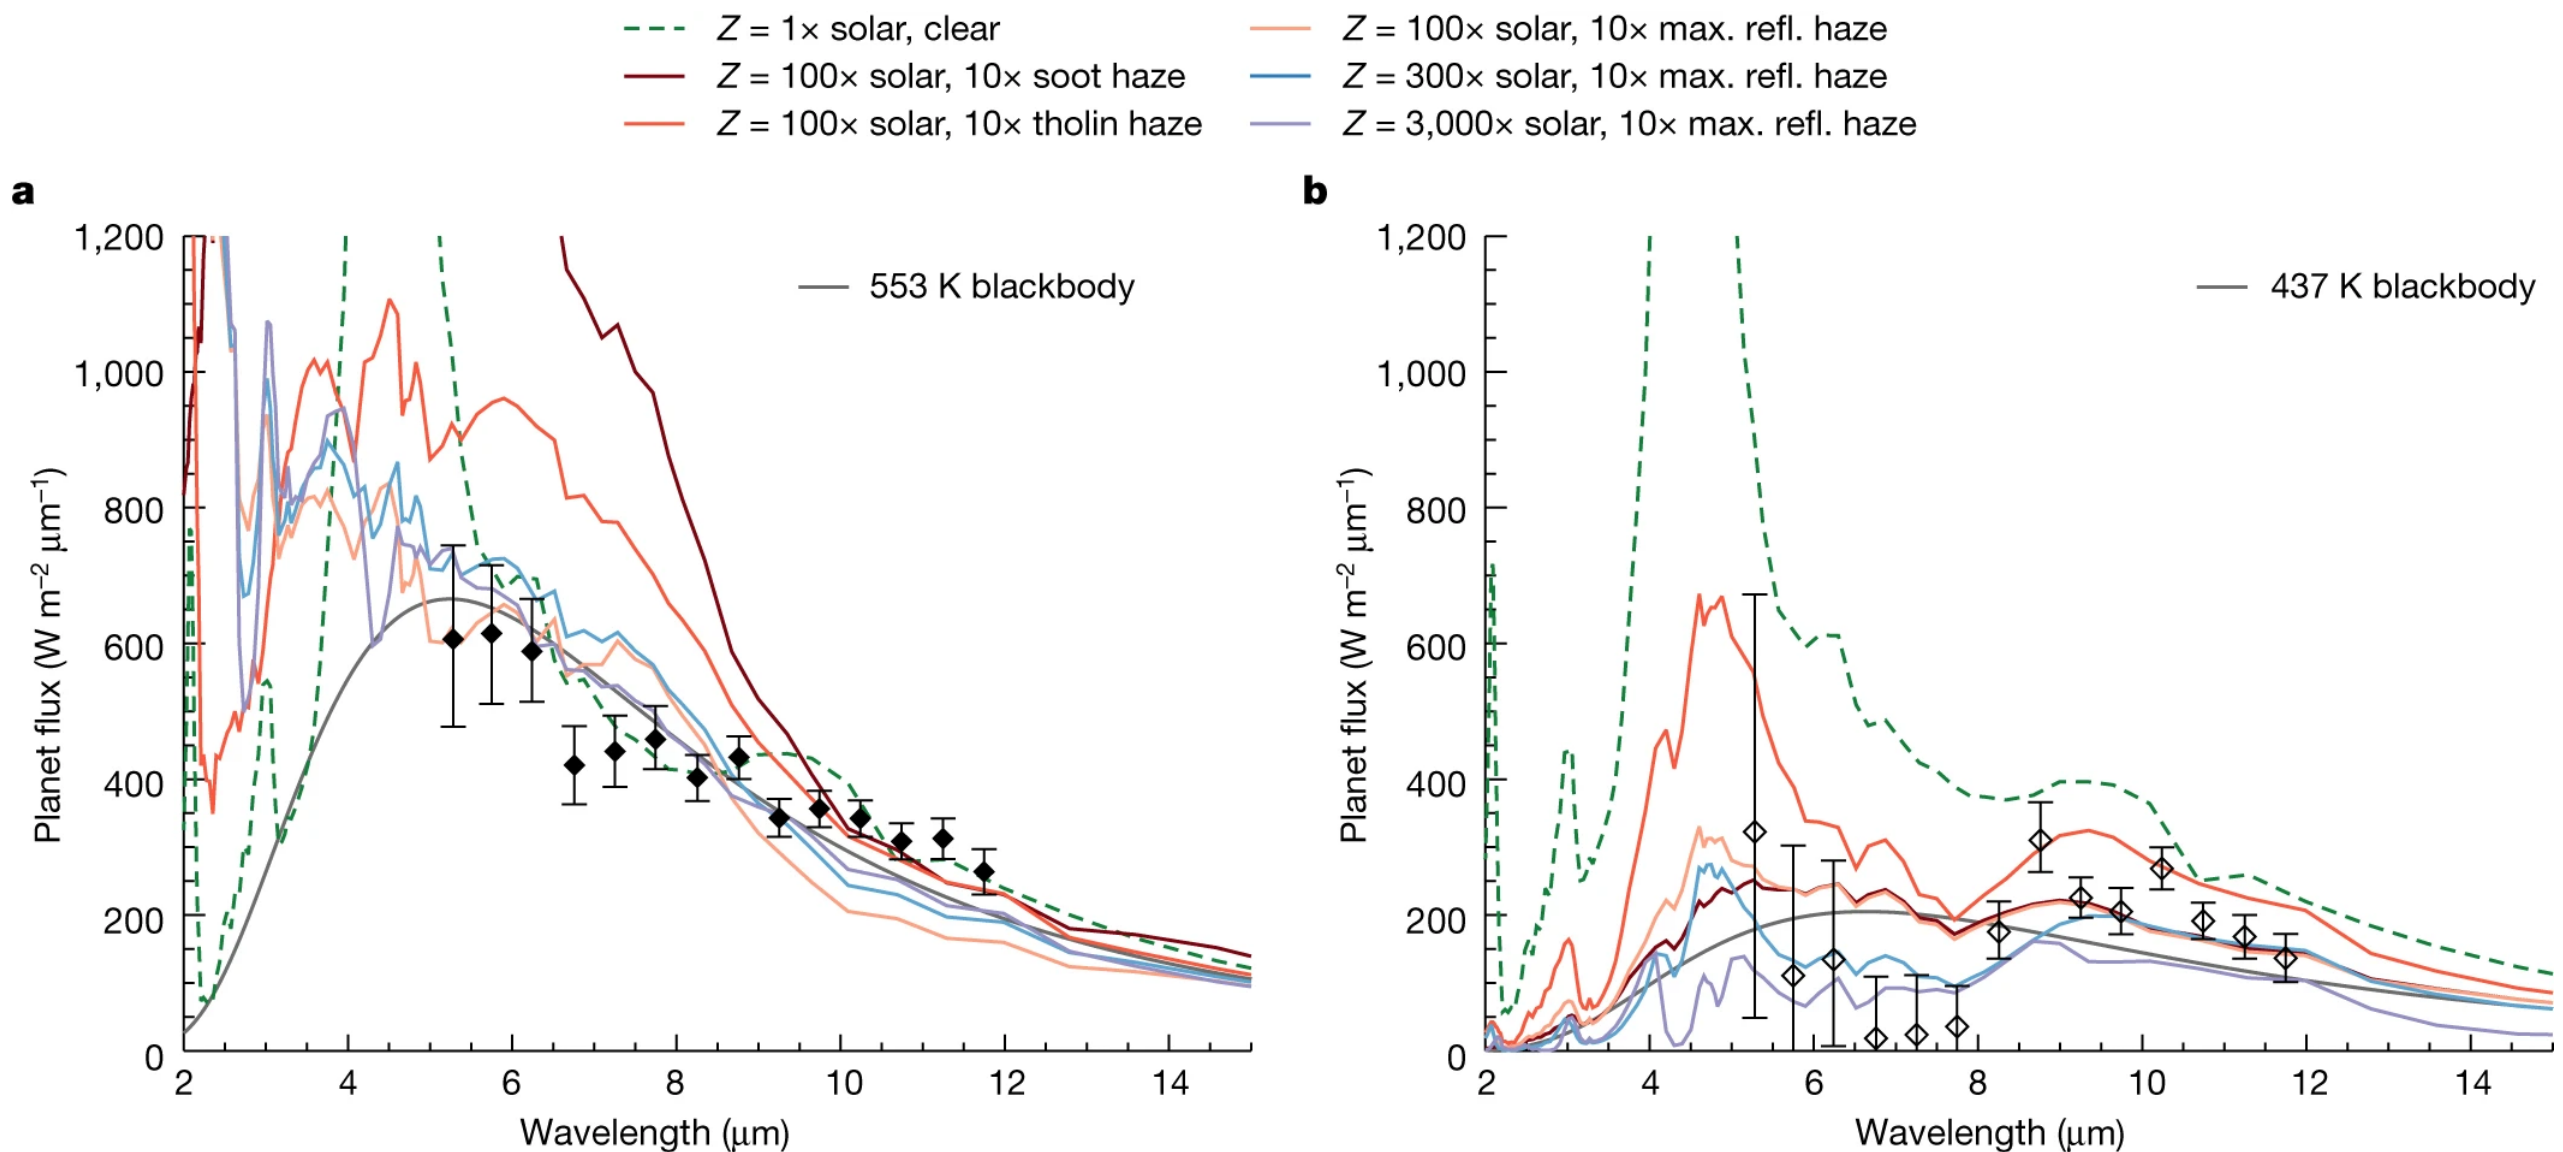 Z = 1× solar, clear
Z = 100× solar, 10× soot haze
Z = 100× solar, 10× tholin haze
Z = 100× solar, 10× max. refl. haze
Z = 300× solar, 10× max. refl. haze
Z = 3,000× solar, 10× max. refl. haze
a
553 K blackbody
Planet flux (W m⁻² μm⁻¹)
1,200
1,000
800
600
400
200
0
2 4 6 8 10 12 14
Wavelength (μm)
b
437 K blackbody
Planet flux (W m⁻² μm⁻¹)
1,200
1,000
800
600
400
200
0
2 4 6 8 10 12 14
Wavelength (μm)